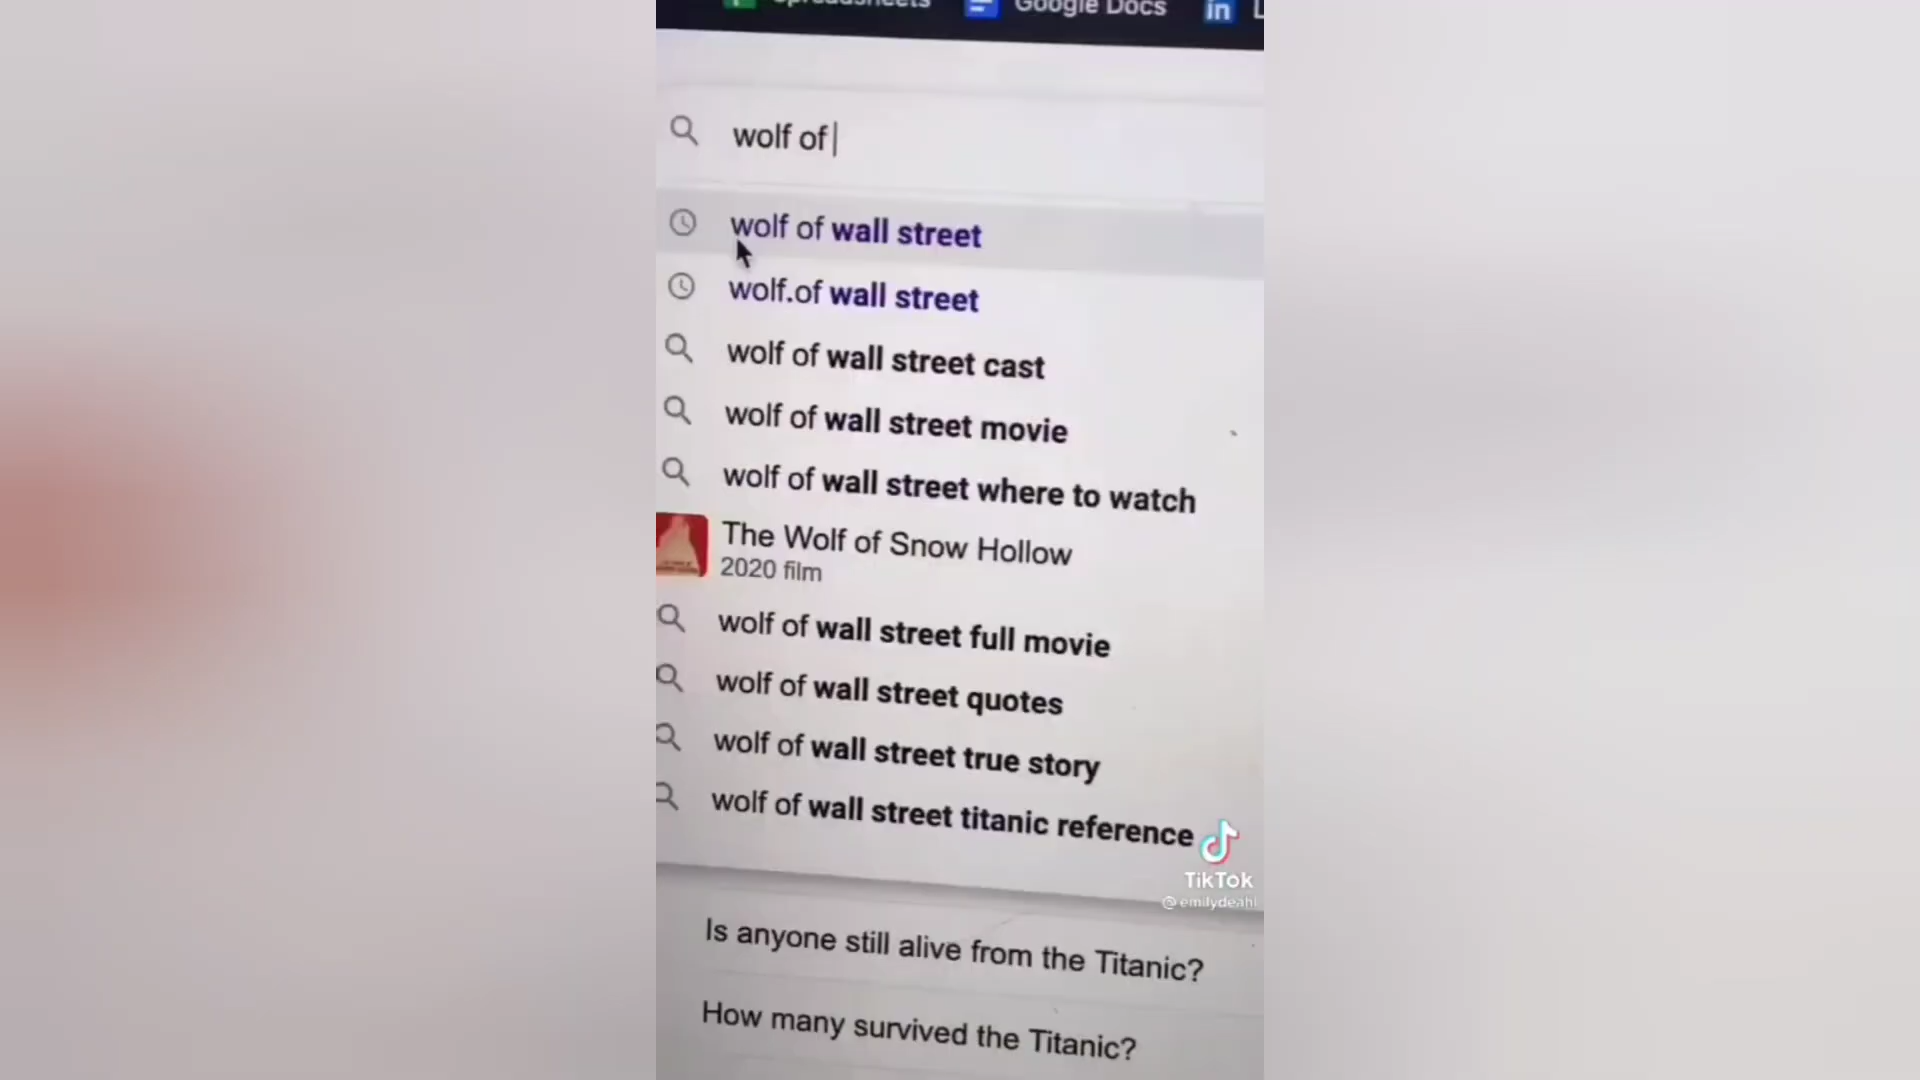 Spreadsheets Google Docs in
wolf of
wolf of wall street
wolf.of wall street
wolf of wall street cast
wolf of wall street movie
wolf of wall street where to watch
The Wolf of Snow Hollow
2020 film
wolf of wall street full movie
wolf of wall street quotes
wolf of wall street true story
wolf of wall street titanic reference
TikTok
@emilydeahl
Is anyone still alive from the Titanic?
How many survived the Titanic?